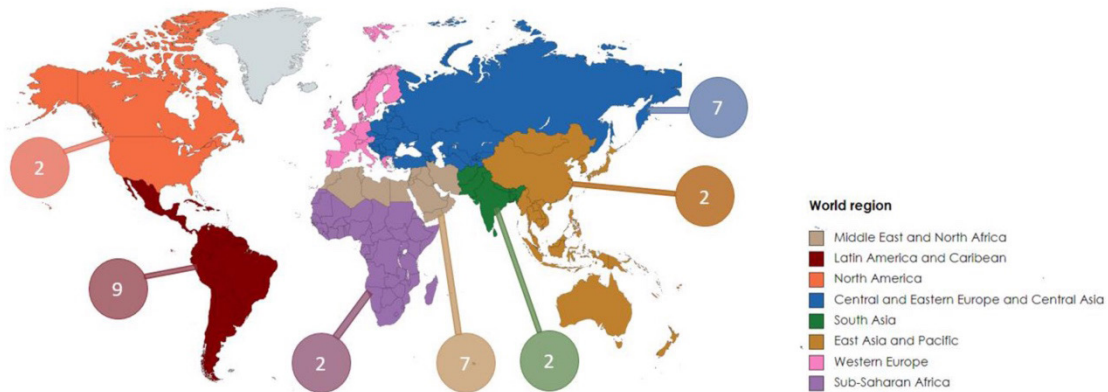 7
2
2
9
2
7
2
World region
Middle East and North Africa
Latin America and Caribean
North America
Central and Eastern Europe and Central Asia
South Asia
East Asia and Pacific
Western Europe
Sub-Saharan Africa